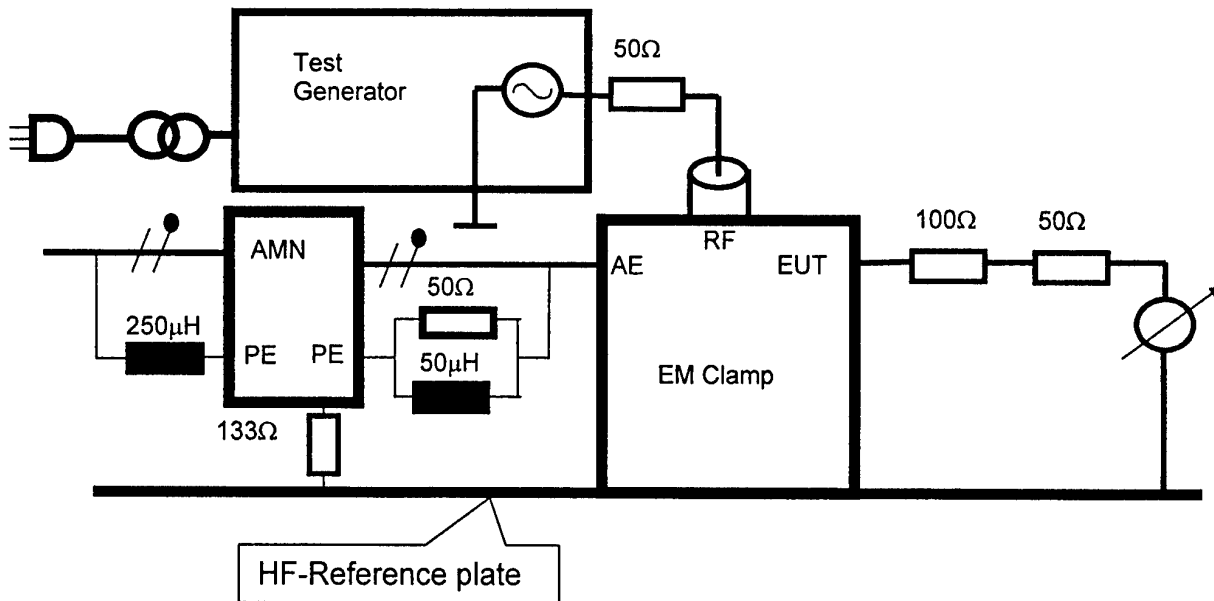 Test
Generator
50Ω
AMN
250μH
PE
PE
50Ω
50μH
133Ω
AE
RF
EUT
EM Clamp
100Ω
50Ω
HF-Reference plate